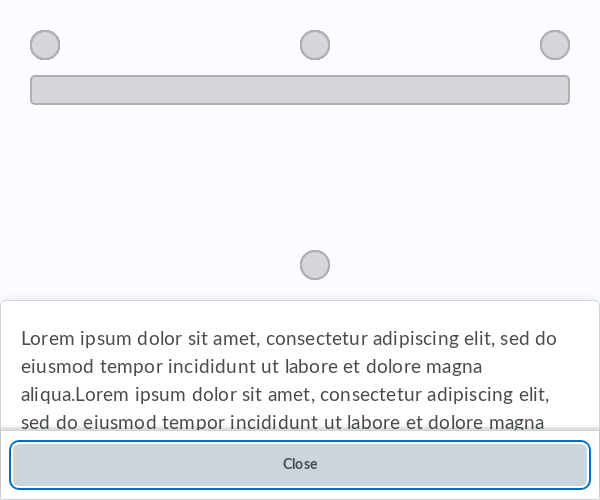 Lorem ipsum dolor sit amet, consectetur adipiscing elit, sed do
eiusmod tempor incididunt ut labore et dolore magna
aliqua.Lorem ipsum dolor sit amet, consectetur adipiscing elit,
sed do eiusmod tempor incididunt ut labore et dolore magna
Close